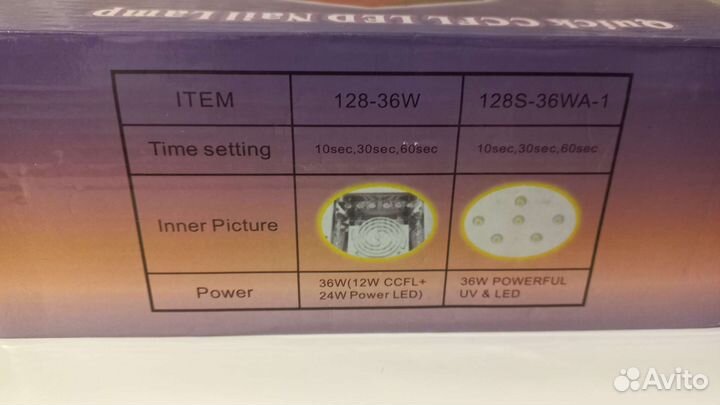 Quick CCFL LED Nail Lamp
ITEM 128-36W 128S-36WA-1
Time setting 10sec,30sec,60sec 10sec,30sec,60sec
Inner Picture
Power 36W(12W CCFL+ 36W POWERFUL
24W Power LED) UV & LED
Avito